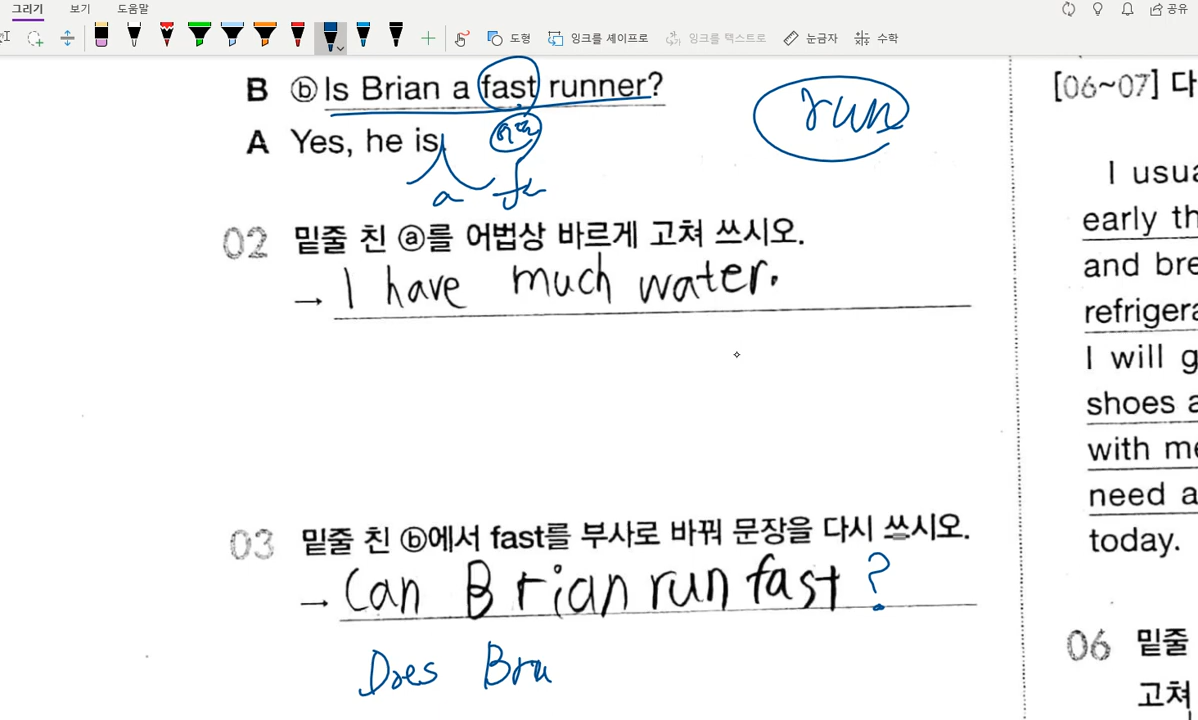 그리기 보기 도움말 공유
도형 잉크를 셰이프로 잉크를 텍스트로 눈금자 수학
B ⓑIs Brian a fast runner?
run
A Yes, he is.
a
02 밑줄 친 ⓐ를 어법상 바르게 고쳐 쓰시오.
→ I have much water.
03 밑줄 친 ⓑ에서 fast를 부사로 바꿔 문장을 다시 쓰시오.
→ Can Brian run fast?
Does Bria
[06~07] 다
I usua
early th
and bre
refrigera
I will g
shoes a
with me
need a
today.
06 밑줄
고쳐